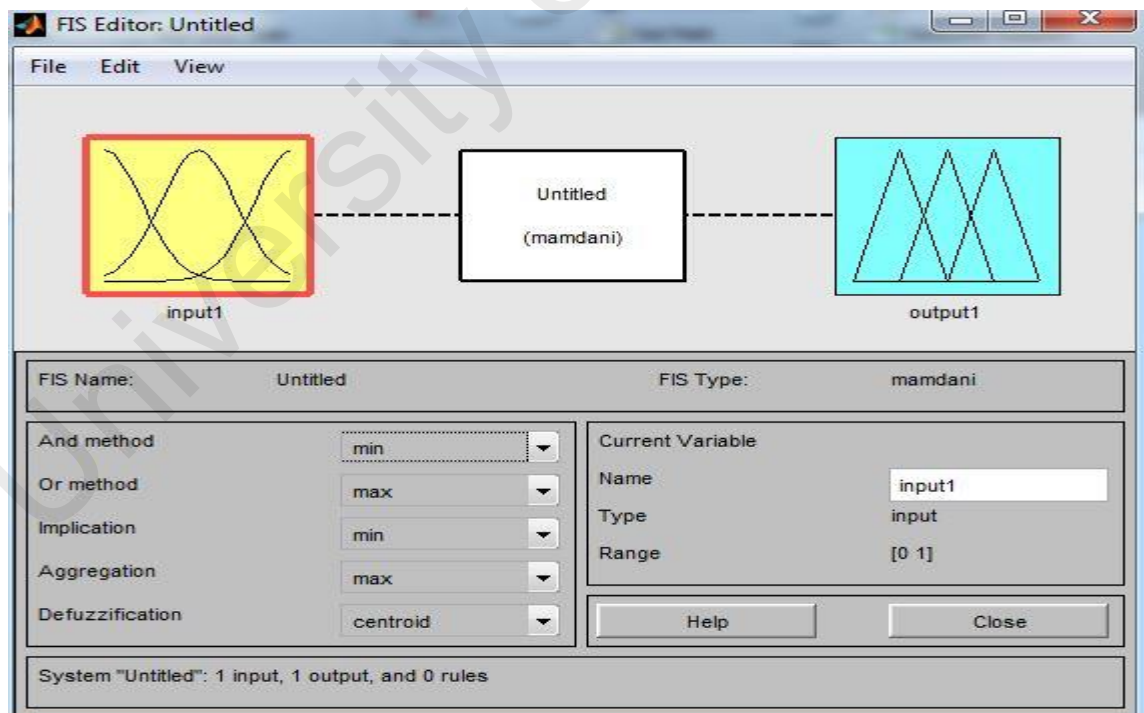 FIS Editor: Untitled
File Edit View
Untitled
(mamdani)
input1
output1
FIS Name: Untitled
FIS Type: mamdani
And method min
Or method max
Implication min
Aggregation max
Defuzzification centroid
Current Variable
Name input1
Type input
Range [0 1]
Help Close
System "Untitled": 1 input, 1 output, and 0 rules
University